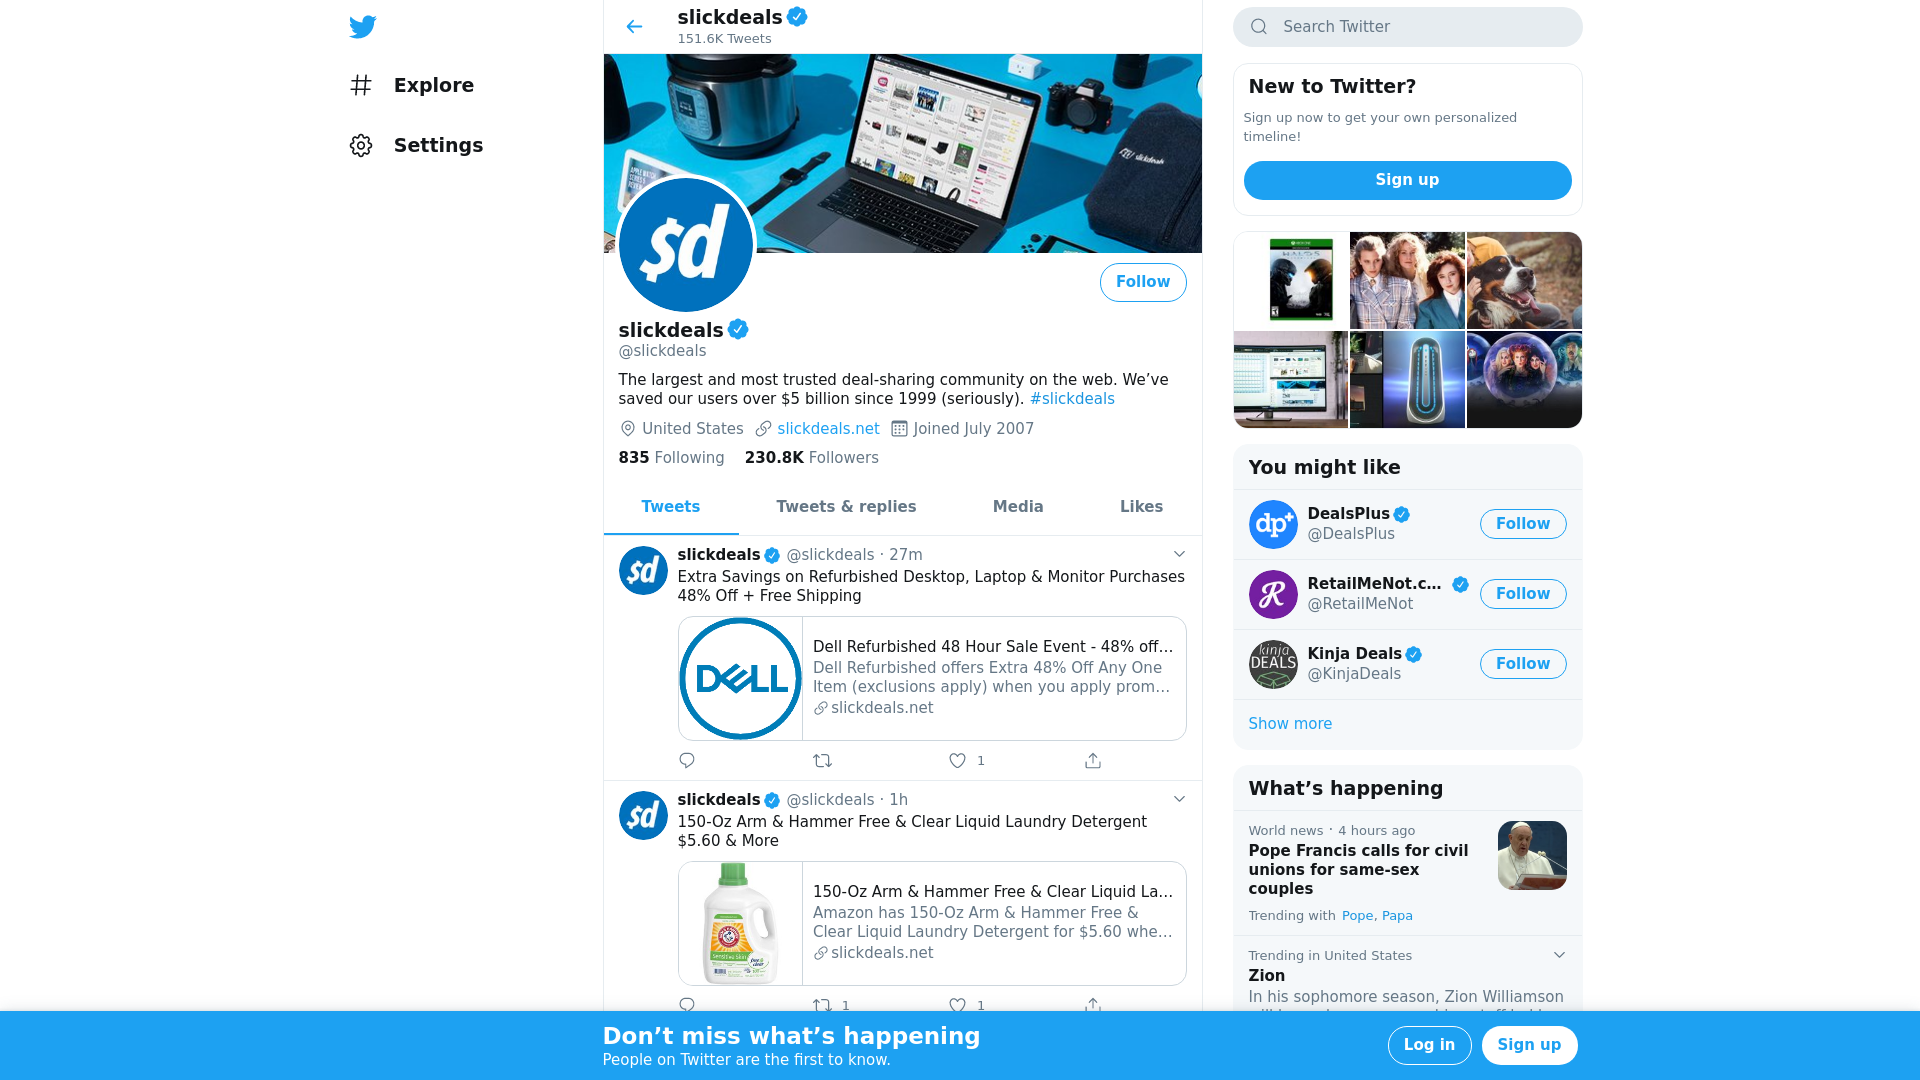 slickdeals
151.6K Tweets
Explore
Settings
Search Twitter
New to Twitter?
Sign up now to get your own personalized
timeline!
Sign up
slickdeals
$d
Follow
slickdeals
@slickdeals
The largest and most trusted deal-sharing community on the web. We’ve
saved our users over $5 billion since 1999 (seriously). #slickdeals
United States slickdeals.net Joined July 2007
835 Following 230.8K Followers
Tweets Tweets & replies Media Likes
$d
slickdeals @slickdeals · 27m
Extra Savings on Refurbished Desktop, Laptop & Monitor Purchases
48% Off + Free Shipping
DELL
Dell Refurbished 48 Hour Sale Event - 48% off…
Dell Refurbished offers Extra 48% Off Any One
Item (exclusions apply) when you apply prom…
slickdeals.net
1
$d
slickdeals @slickdeals · 1h
150-Oz Arm & Hammer Free & Clear Liquid Laundry Detergent
$5.60 & More
150-Oz Arm & Hammer Free & Clear Liquid La…
Amazon has 150-Oz Arm & Hammer Free &
Clear Liquid Laundry Detergent for $5.60 whe…
slickdeals.net
1 1
You might like
dp+
DealsPlus
@DealsPlus
Follow
R
RetailMeNot.c…
@RetailMeNot
Follow
kinja
DEALS
Kinja Deals
@KinjaDeals
Follow
Show more
What’s happening
World news · 4 hours ago
Pope Francis calls for civil
unions for same-sex
couples
Trending with Pope, Papa
Trending in United States
Zion
In his sophomore season, Zion Williamson
Don’t miss what’s happening
People on Twitter are the first to know.
Log in
Sign up